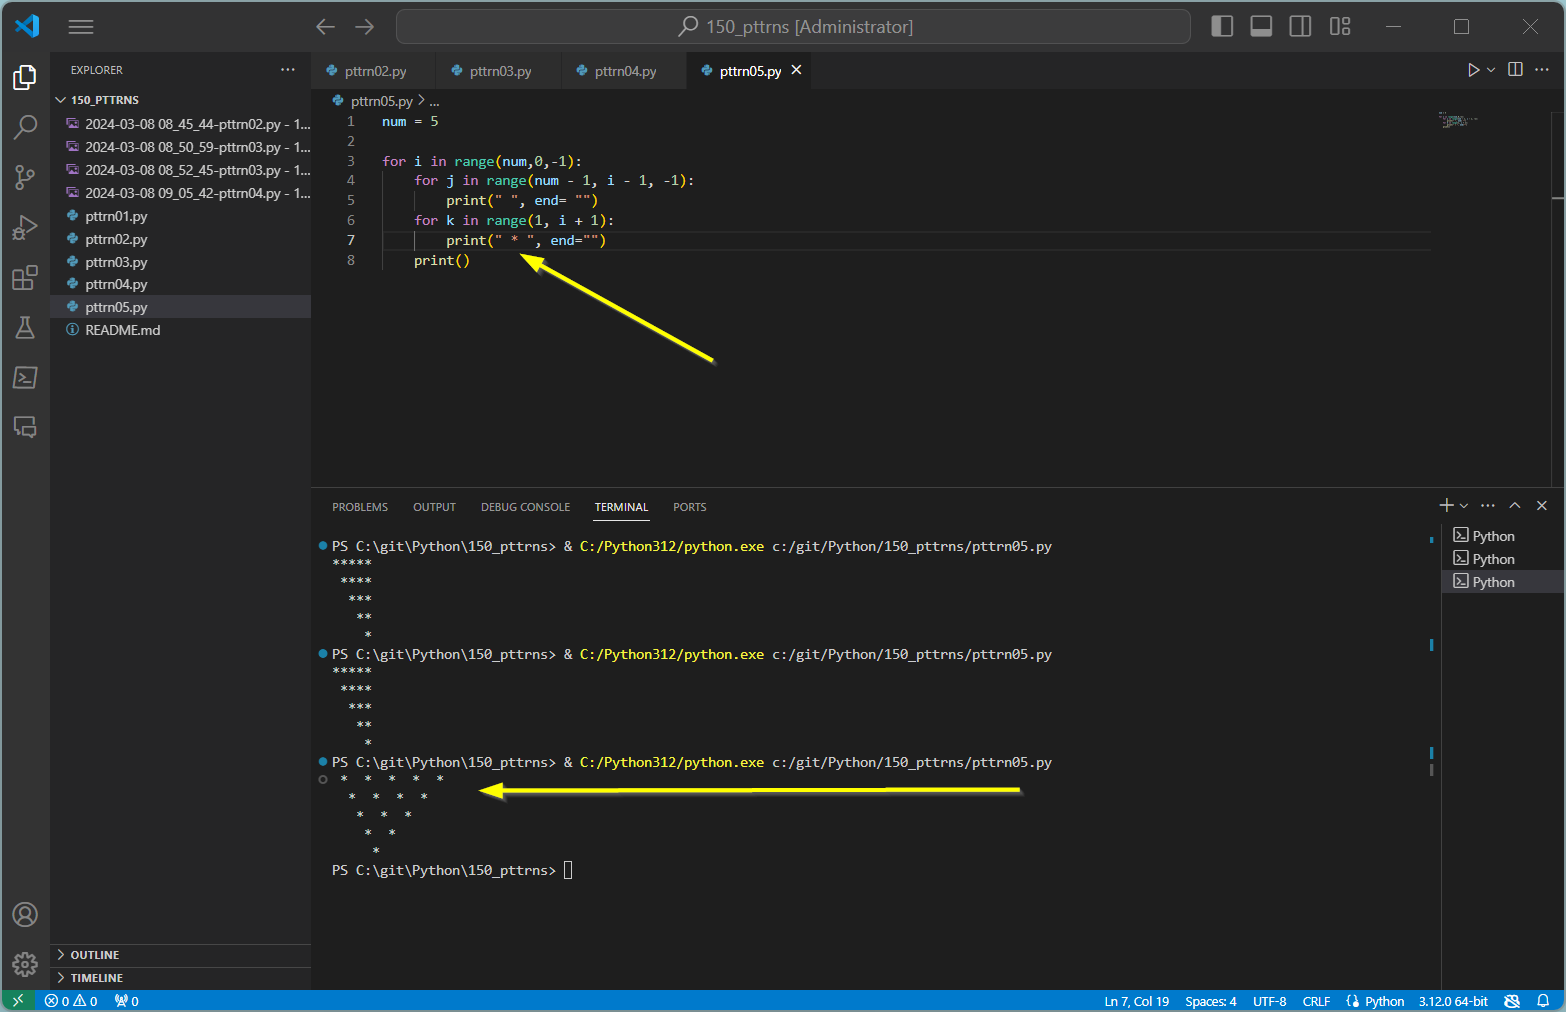 150_pttrns [Administrator]
EXPLORER
150_PTTRNS
2024-03-08 08_45_44-pttrn02.py - 1...
2024-03-08 08_50_59-pttrn03.py - 1...
2024-03-08 08_52_45-pttrn03.py - 1...
2024-03-08 09_05_42-pttrn04.py - 1...
pttrn01.py
pttrn02.py
pttrn03.py
pttrn04.py
pttrn05.py
README.md
OUTLINE
TIMELINE
pttrn02.py pttrn03.py pttrn04.py pttrn05.py
pttrn05.py > ...
1 num = 5
2
3 for i in range(num,0,-1):
4     for j in range(num - 1, i - 1, -1):
5         print(" ", end= "")
6     for k in range(1, i + 1):
7         print(" * ", end="")
8     print()
PROBLEMS OUTPUT DEBUG CONSOLE TERMINAL PORTS
PS C:\git\Python\150_pttrns> & C:/Python312/python.exe c:/git/Python/150_pttrns/pttrn05.py
*****
 ****
  ***
   **
    *
PS C:\git\Python\150_pttrns> & C:/Python312/python.exe c:/git/Python/150_pttrns/pttrn05.py
*****
 ****
  ***
   **
    *
PS C:\git\Python\150_pttrns> & C:/Python312/python.exe c:/git/Python/150_pttrns/pttrn05.py
 *  *  *  *  *
  *  *  *  *
   *  *  *
    *  *
     *
PS C:\git\Python\150_pttrns>
Python
Python
Python
0 0 0 Ln 7, Col 19 Spaces: 4 UTF-8 CRLF Python 3.12.0 64-bit